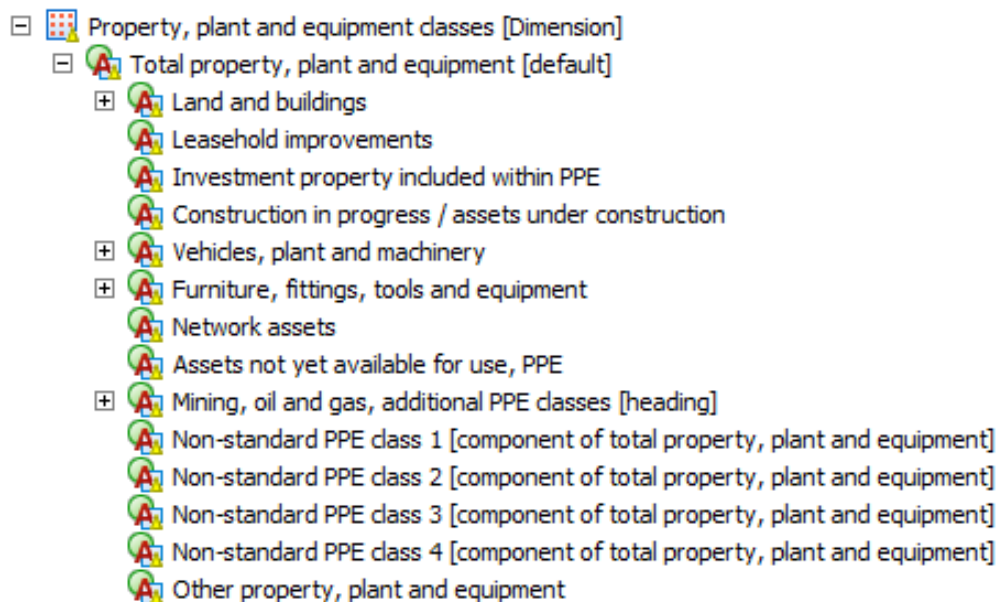 Property, plant and equipment classes [Dimension]
Total property, plant and equipment [default]
Land and buildings
Leasehold improvements
Investment property included within PPE
Construction in progress / assets under construction
Vehicles, plant and machinery
Furniture, fittings, tools and equipment
Network assets
Assets not yet available for use, PPE
Mining, oil and gas, additional PPE classes [heading]
Non-standard PPE class 1 [component of total property, plant and equipment]
Non-standard PPE class 2 [component of total property, plant and equipment]
Non-standard PPE class 3 [component of total property, plant and equipment]
Non-standard PPE class 4 [component of total property, plant and equipment]
Other property, plant and equipment